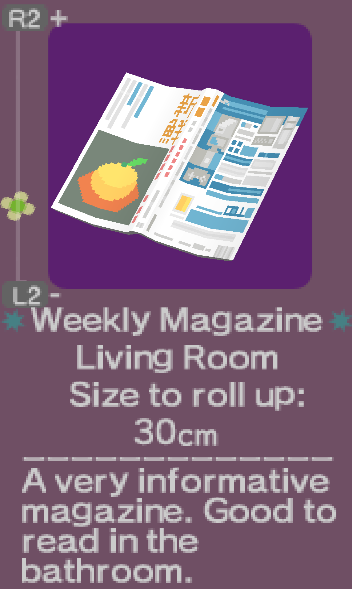 R2 +
L2 -
Weekly Magazine
Living Room
Size to roll up:
30cm
A very informative
magazine. Good to
read in the
bathroom.